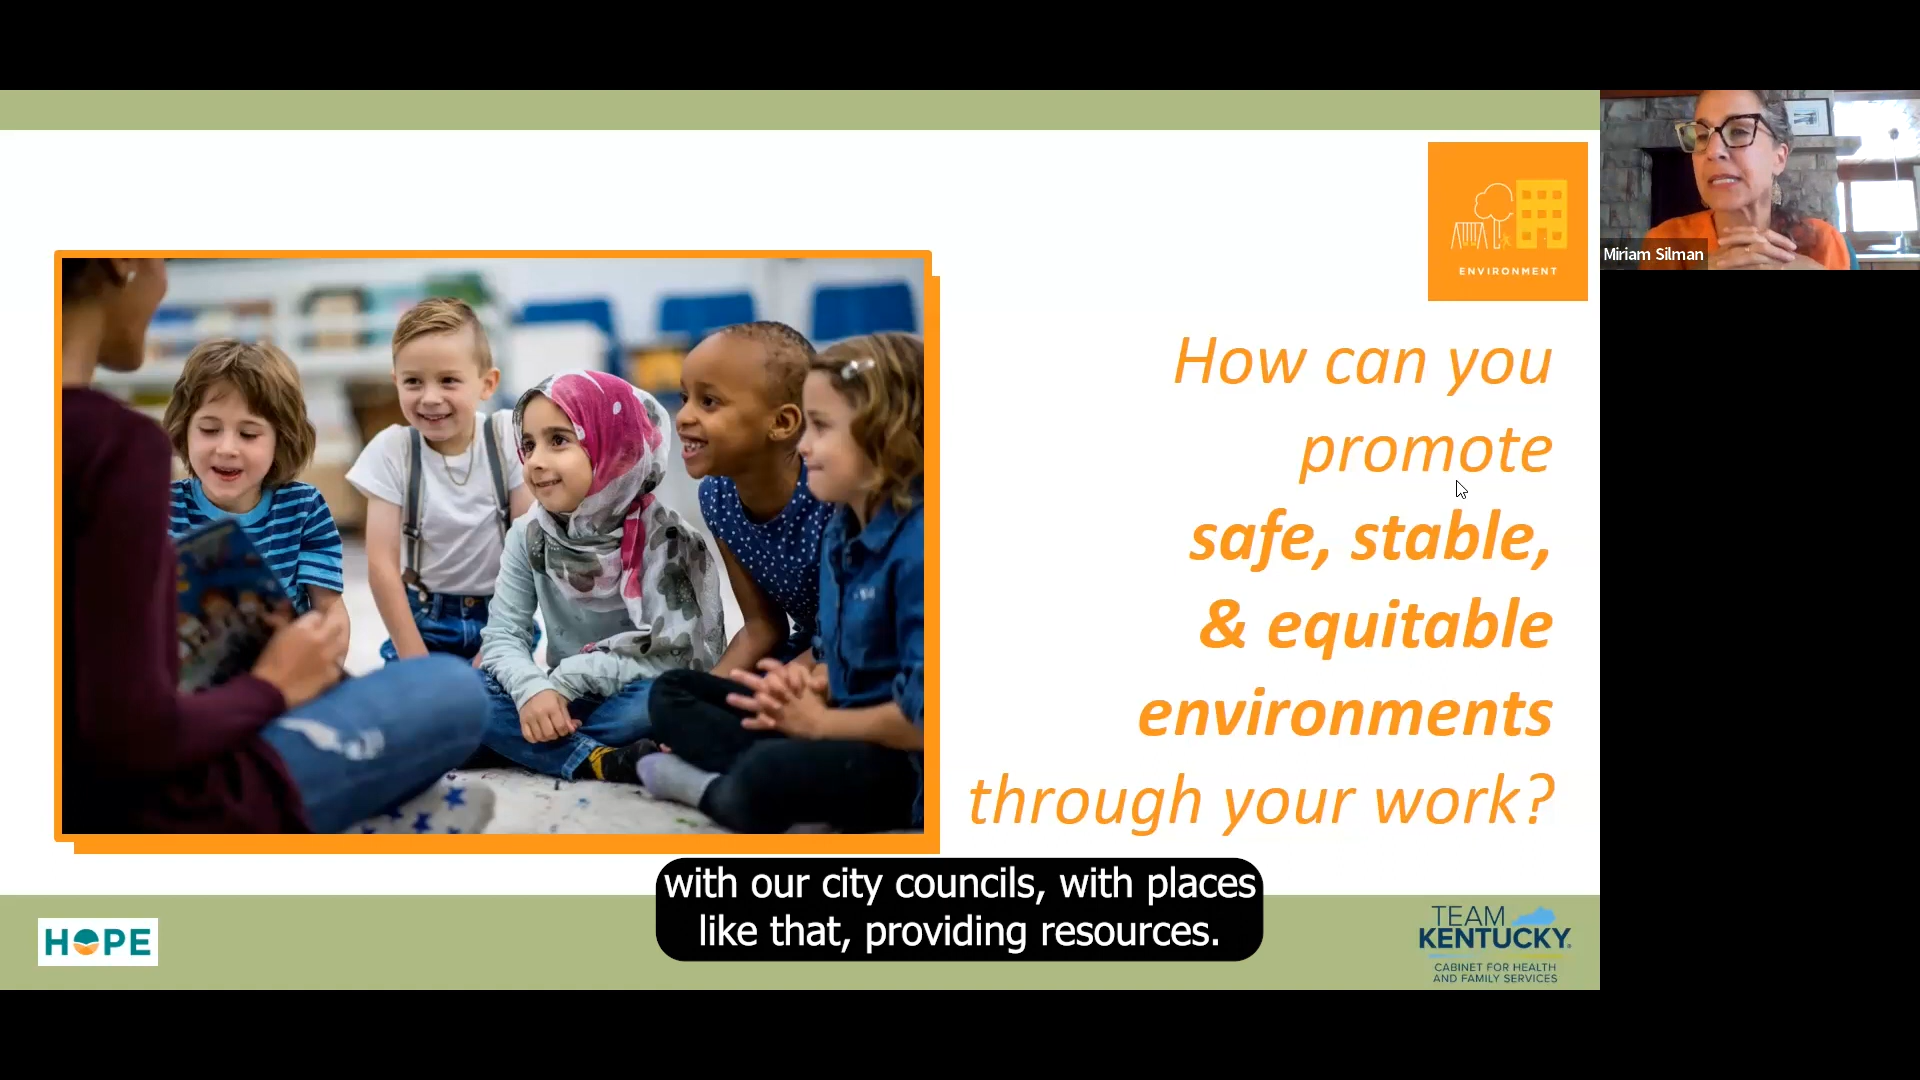 ENVIRONMENT
Miriam Silman
How can you
promote
safe, stable,
& equitable
environments
through your work?
with our city councils, with places
like that, providing resources.
HOPE
TEAM
KENTUCKY
CABINET FOR HEALTH
AND FAMILY SERVICES